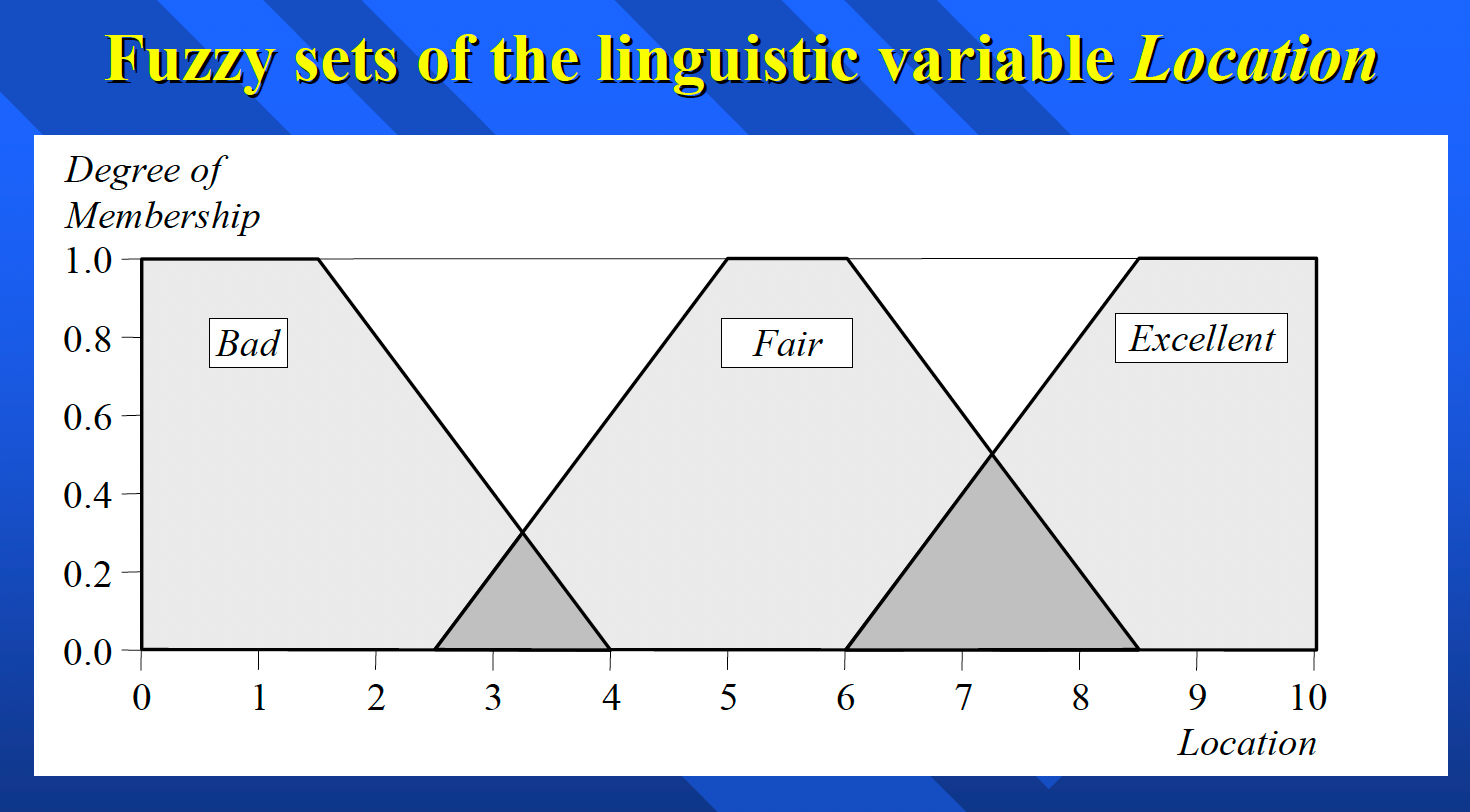 Fuzzy sets of the linguistic variable Location
Degree of
Membership
1.0
0.8
0.6
0.4
0.2
0.0
Bad
Fair
Excellent
0 1 2 3 4 5 6 7 8 9 10
Location